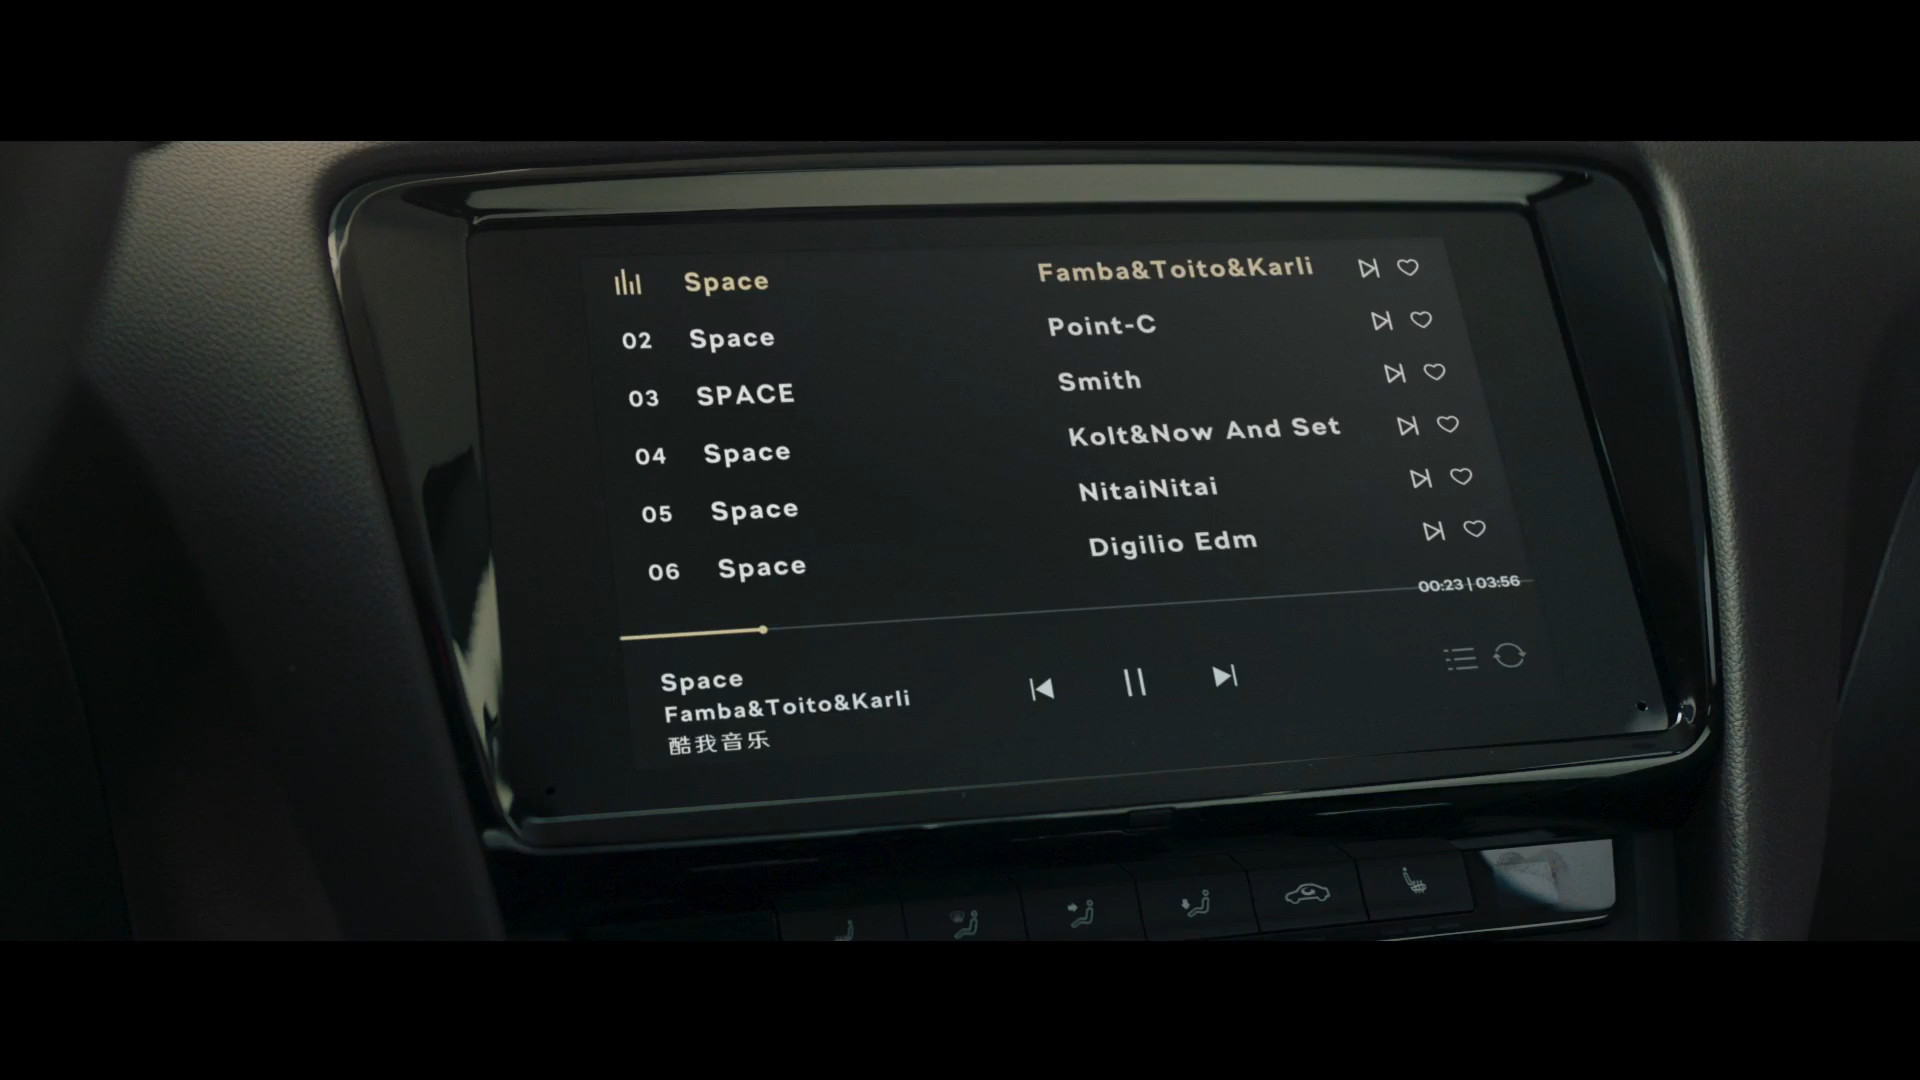 Space Famba&Toito&Karli
02 Space Point-C
03 SPACE Smith
04 Space Kolt&Now And Set
05 Space NitaiNitai
06 Space Digilio Edm
00:23 | 03:56
Space
Famba&Toito&Karli
酷我音乐